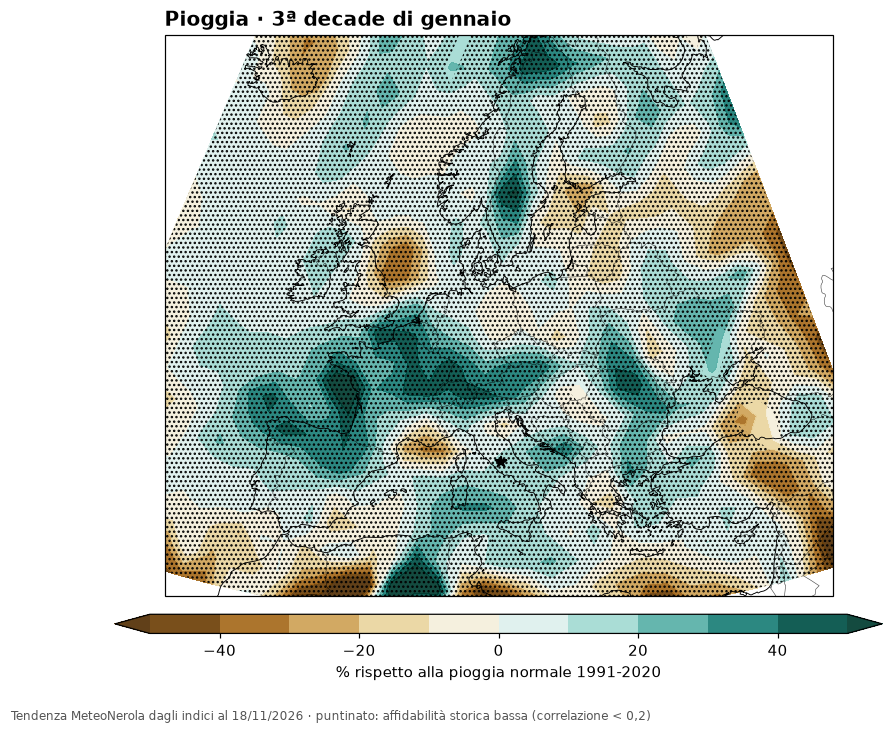 Pioggia · 3ª decade di gennaio
−40 −20 0 20 40
% rispetto alla pioggia normale 1991-2020
Tendenza MeteoNerola dagli indici al 18/11/2026 · puntinato: affidabilità storica bassa (correlazione < 0,2)